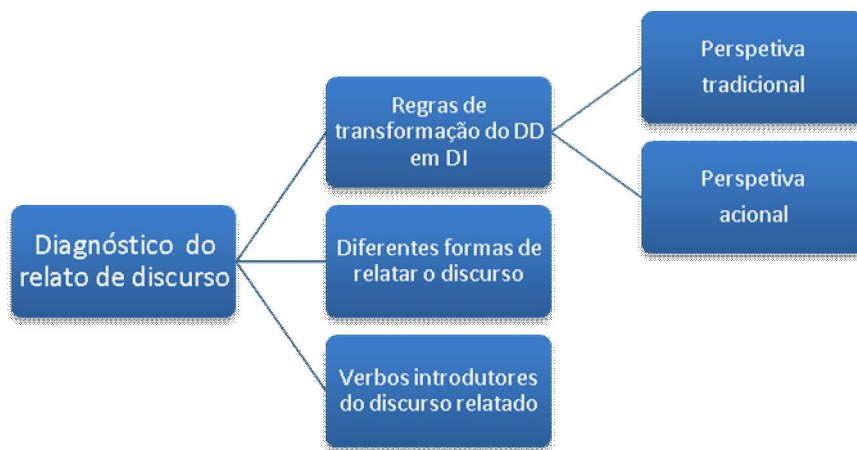 Diagnóstico do
relato de discurso
Regras de
transformação do DD
em DI
Perspetiva
tradicional
Perspetiva
acional
Diferentes formas de
relatar o discurso
Verbos introdutores
do discurso relatado